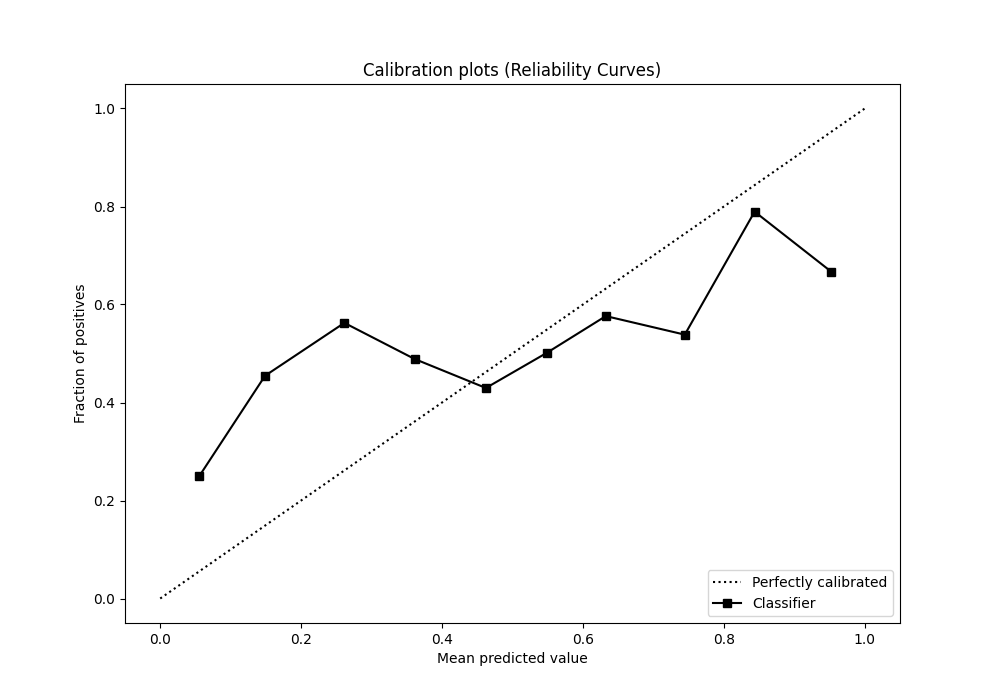 Calibration plots (Reliability Curves)
1.0
0.8
0.6
0.4
0.2
0.0
Fraction of positives
0.0 0.2 0.4 0.6 0.8 1.0
Mean predicted value
Perfectly calibrated
Classifier